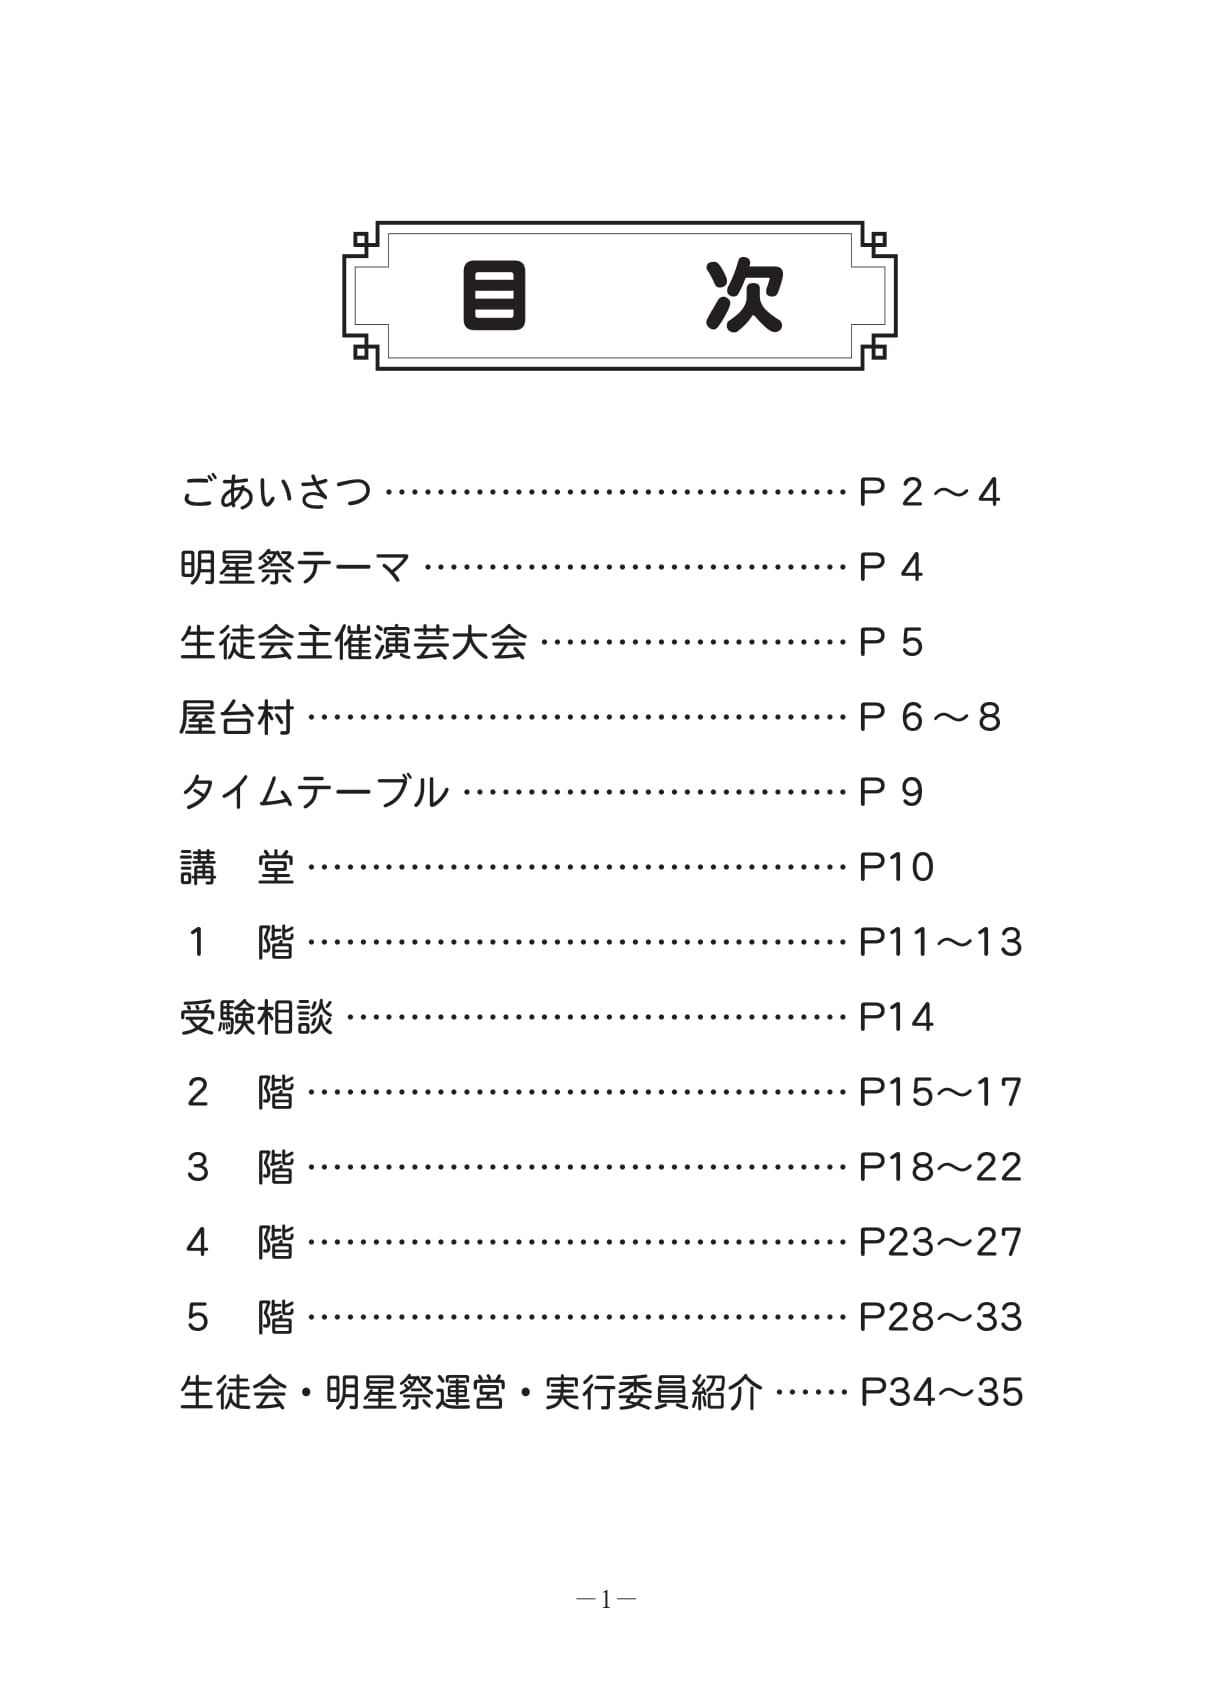 目　次
ごあいさつ………………………………P 2～4
明星祭テーマ……………………………P 4
生徒会主催演芸大会……………………P 5
屋台村……………………………………P 6～8
タイムテーブル…………………………P 9
講　堂……………………………………P10
1　階……………………………………P11～13
受験相談…………………………………P14
2　階……………………………………P15～17
3　階……………………………………P18～22
4　階……………………………………P23～27
5　階……………………………………P28～33
生徒会・明星祭運営・実行委員紹介……P34～35
―1―